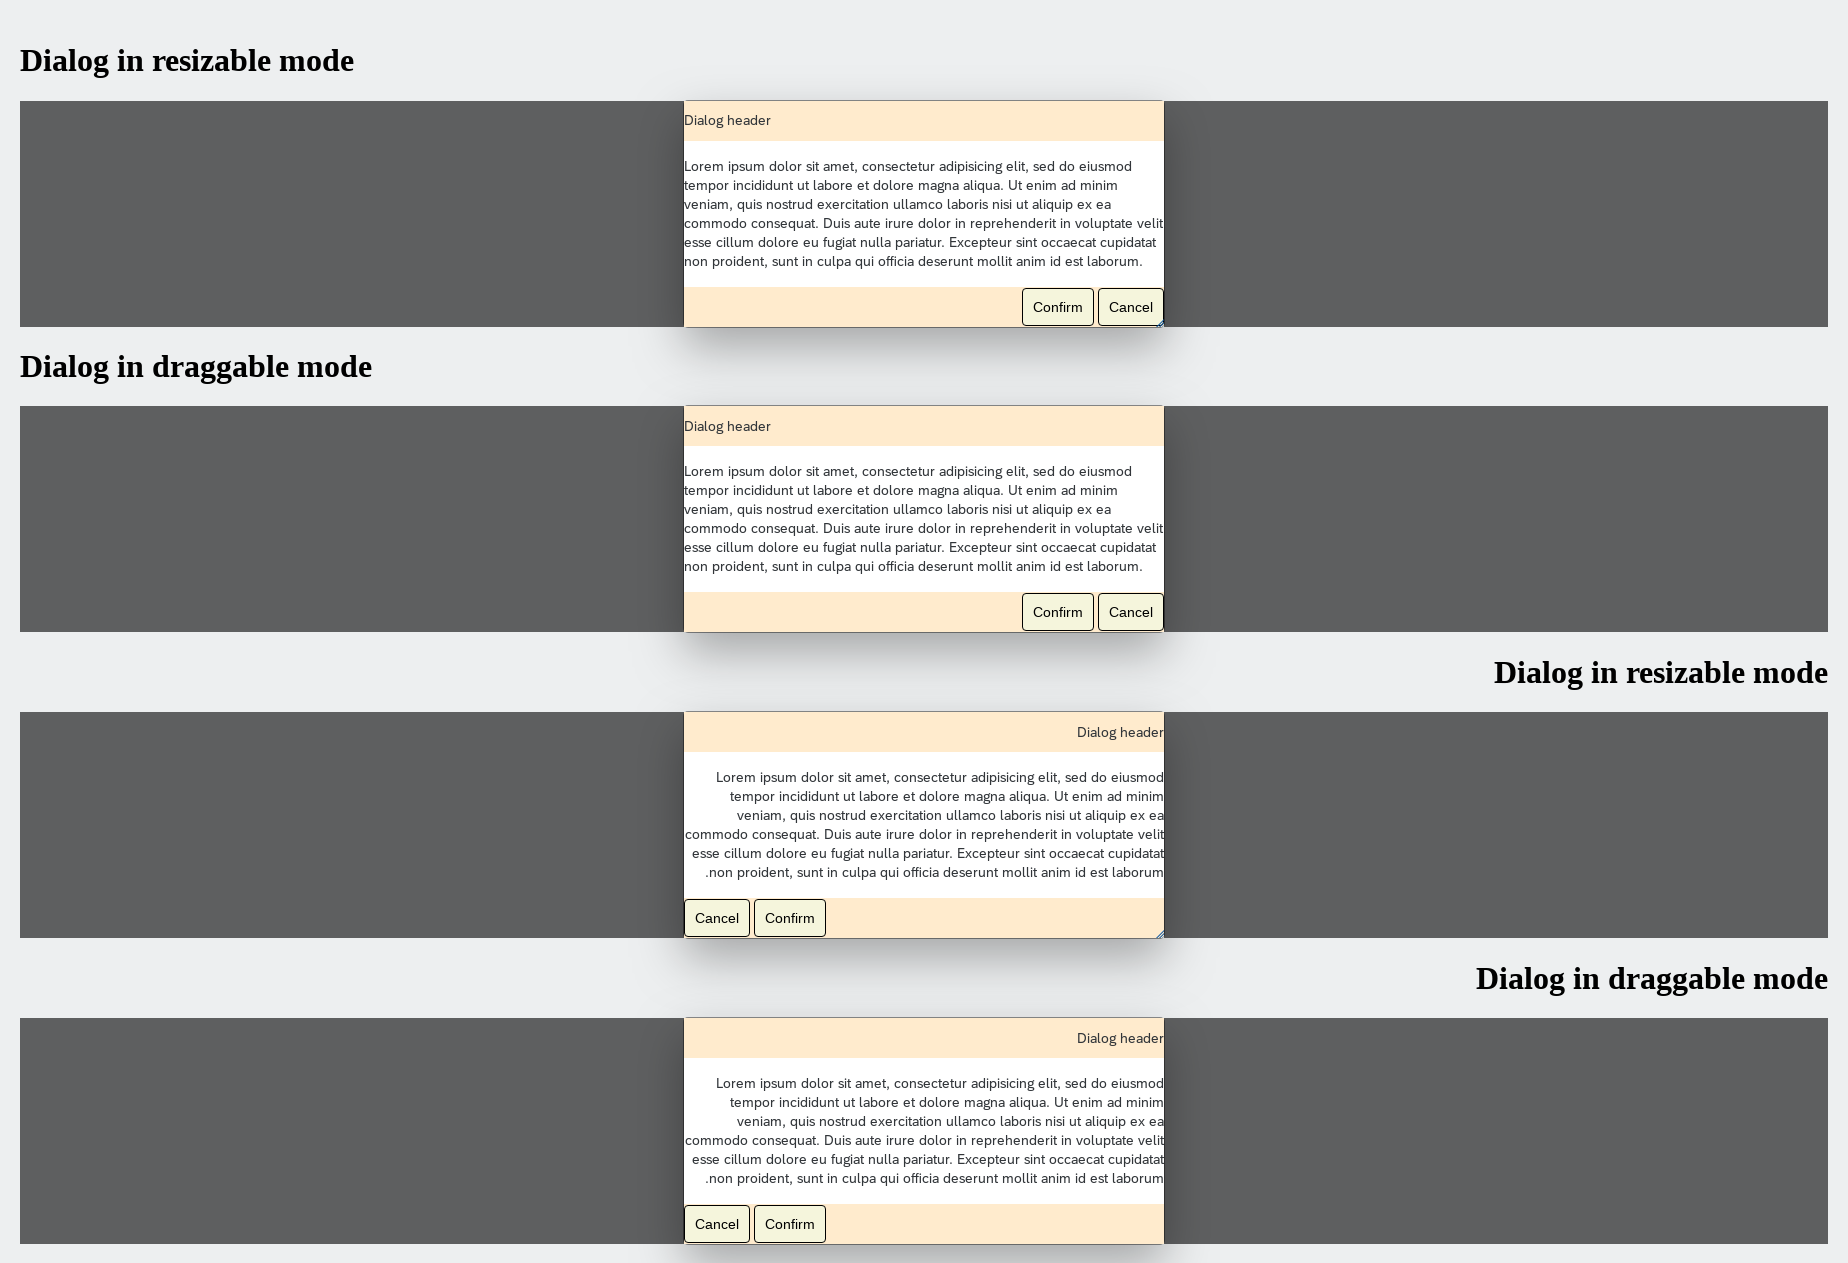 Dialog in resizable mode
Dialog header
Lorem ipsum dolor sit amet, consectetur adipisicing elit, sed do eiusmod
tempor incididunt ut labore et dolore magna aliqua. Ut enim ad minim
veniam, quis nostrud exercitation ullamco laboris nisi ut aliquip ex ea
commodo consequat. Duis aute irure dolor in reprehenderit in voluptate velit
esse cillum dolore eu fugiat nulla pariatur. Excepteur sint occaecat cupidatat
non proident, sunt in culpa qui officia deserunt mollit anim id est laborum.
Confirm Cancel
Dialog in draggable mode
Dialog header
Lorem ipsum dolor sit amet, consectetur adipisicing elit, sed do eiusmod
tempor incididunt ut labore et dolore magna aliqua. Ut enim ad minim
veniam, quis nostrud exercitation ullamco laboris nisi ut aliquip ex ea
commodo consequat. Duis aute irure dolor in reprehenderit in voluptate velit
esse cillum dolore eu fugiat nulla pariatur. Excepteur sint occaecat cupidatat
non proident, sunt in culpa qui officia deserunt mollit anim id est laborum.
Confirm Cancel
Dialog in resizable mode
Dialog header
Lorem ipsum dolor sit amet, consectetur adipisicing elit, sed do eiusmod
tempor incididunt ut labore et dolore magna aliqua. Ut enim ad minim
veniam, quis nostrud exercitation ullamco laboris nisi ut aliquip ex ea
commodo consequat. Duis aute irure dolor in reprehenderit in voluptate velit
esse cillum dolore eu fugiat nulla pariatur. Excepteur sint occaecat cupidatat
.non proident, sunt in culpa qui officia deserunt mollit anim id est laborum
Cancel Confirm
Dialog in draggable mode
Dialog header
Lorem ipsum dolor sit amet, consectetur adipisicing elit, sed do eiusmod
tempor incididunt ut labore et dolore magna aliqua. Ut enim ad minim
veniam, quis nostrud exercitation ullamco laboris nisi ut aliquip ex ea
commodo consequat. Duis aute irure dolor in reprehenderit in voluptate velit
esse cillum dolore eu fugiat nulla pariatur. Excepteur sint occaecat cupidatat
.non proident, sunt in culpa qui officia deserunt mollit anim id est laborum
Cancel Confirm